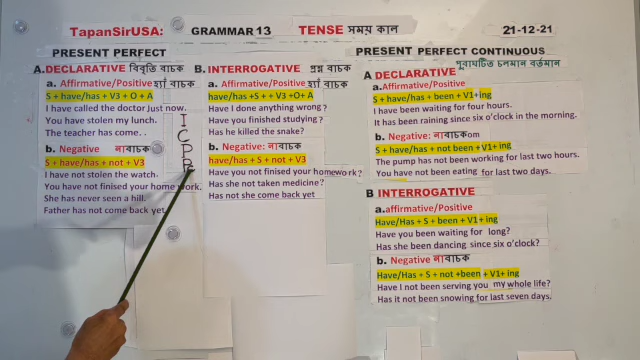 TapanSirUSA: GRAMMAR 13 TENSE সময় কাল 21-12-21
PRESENT PERFECT
A.DECLARATIVE বিবৃতি বাচক
a. Affirmative/Positive হ্যাঁ বাচক
S + have/has + V3 + O + A
I have called the doctor just now.
You have stolen my lunch.
The teacher has come. .
b. Negative নাবাচক
S + have/has + not + V3
I have not stolen the watch.
You have not finised your home work.
She has never seen a hill.
Father has not come back yet
I
C
P
B. INTERROGATIVE প্রশ্ন বাচক
a. Affirmative/Positive হ্যাঁ বাচক
have/has +S + + V3 +O+ A
Have I done anything wrong?
Have you finished studying?
Has he killed the snake?
b. Negative: নাবাচক
have/has + S + not + V3
Have you not finised your homework?
Has she not taken medicine?
Has not she come back yet
PRESENT PERFECT CONTINUOUS
পুরাঘটিত চলমান বর্তমান
A DECLARATIVE
a.Affirmative/Positive
S + have/has + been + V1+ing
I have been waiting for four hours.
It has been raining since six o'clock in the morning.
b. Negative: নাবাচকom
S + have/has + not been + V1+ ing
The pump has not been working for last two hours.
You have not been eating for last two days.
B INTERROGATIVE
a.affirmative/Positive
Have/Has + S + been + V1+ ing
Have you been waiting for long?
Has she been dancing since six o'clock?
b. Negative নাবাচক
Have/Has + S + not +been + V1+ ing
Have I not been serving you my whole life?
Has it not been snowing for last seven days.